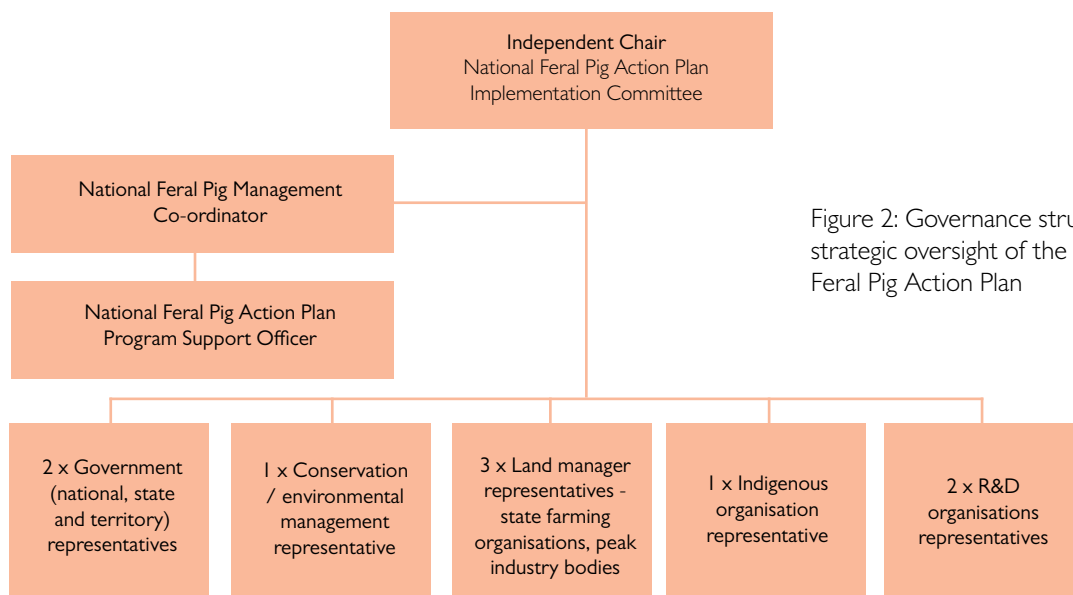 Independent Chair
National Feral Pig Action Plan
Implementation Committee
National Feral Pig Management
Co-ordinator
Figure 2: Governance stru
strategic oversight of the
Feral Pig Action Plan
National Feral Pig Action Plan
Program Support Officer
2 x Government
(national, state
and territory)
representatives
1 x Conservation
/ environmental
management
representative
3 x Land manager
representatives -
state farming
organisations, peak
industry bodies
1 x Indigenous
organisation
representative
2 x R&D
organisations
representatives